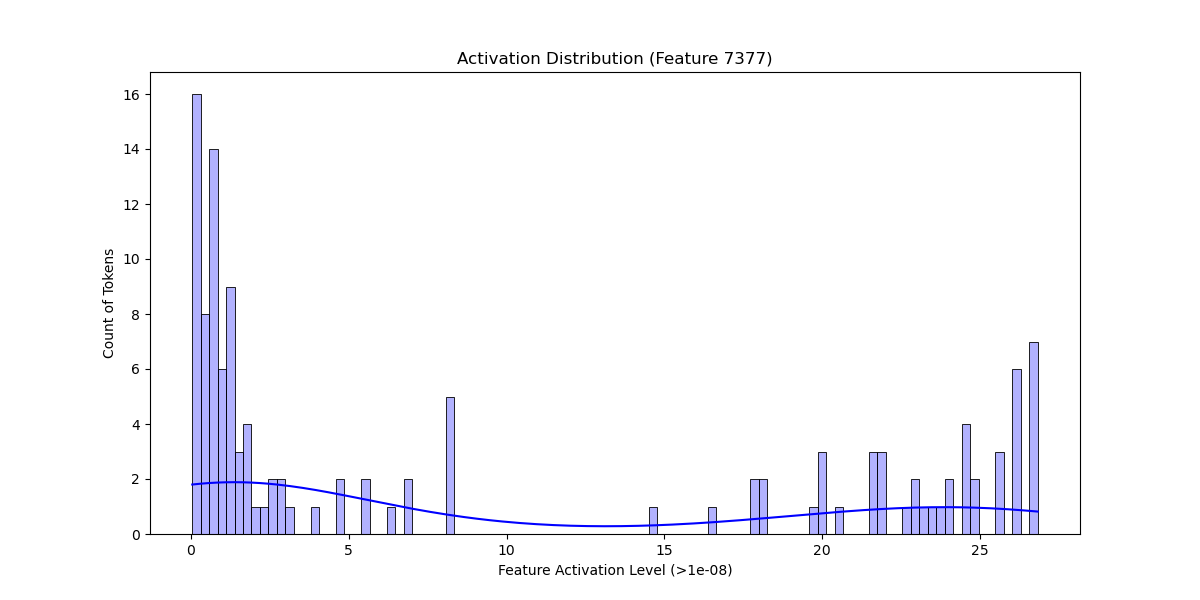 Activation Distribution (Feature 7377)
16
14
12
10
8
6
4
2
0
Count of Tokens
0 5 10 15 20 25
Feature Activation Level (>1e-08)